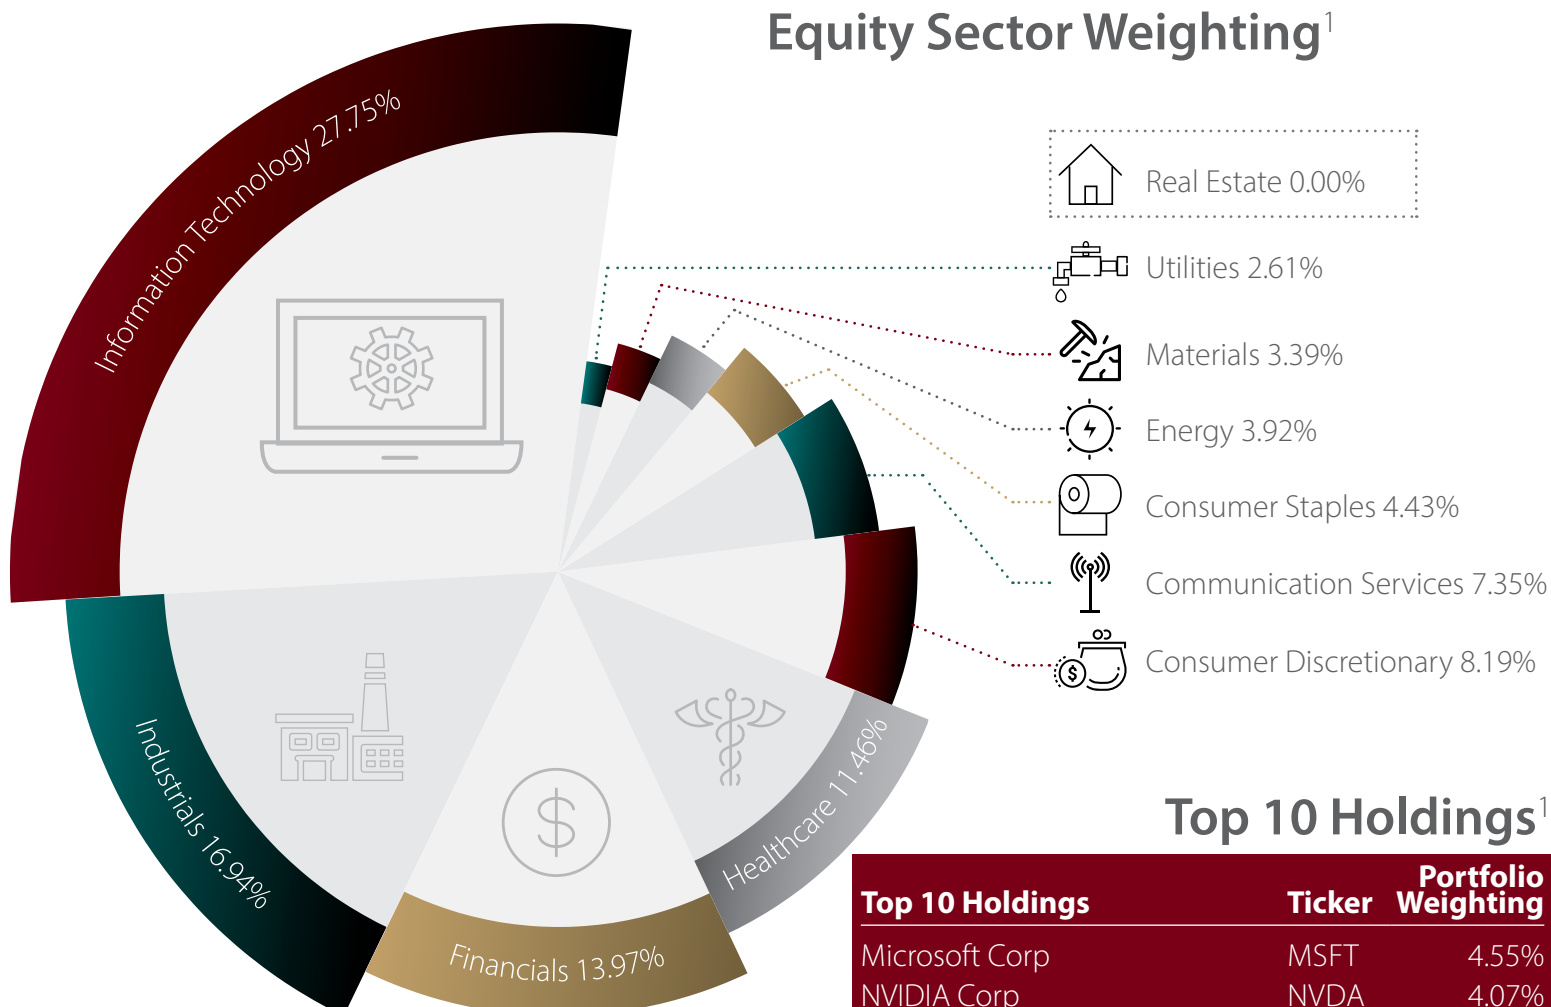 Equity Sector Weighting1
Information Technology 27.75%
Real Estate 0.00%
Utilities 2.61%
Materials 3.39%
Energy 3.92%
Consumer Staples 4.43%
Communication Services 7.35%
Consumer Discretionary 8.19%
Healthcare 11.46%
Financials 13.97%
Industrials 16.94%
$
$
Top 10 Holdings1
Top 10 Holdings Ticker Portfolio Weighting
Microsoft Corp MSFT 4.55%
NVIDIA Corp NVDA 4.07%